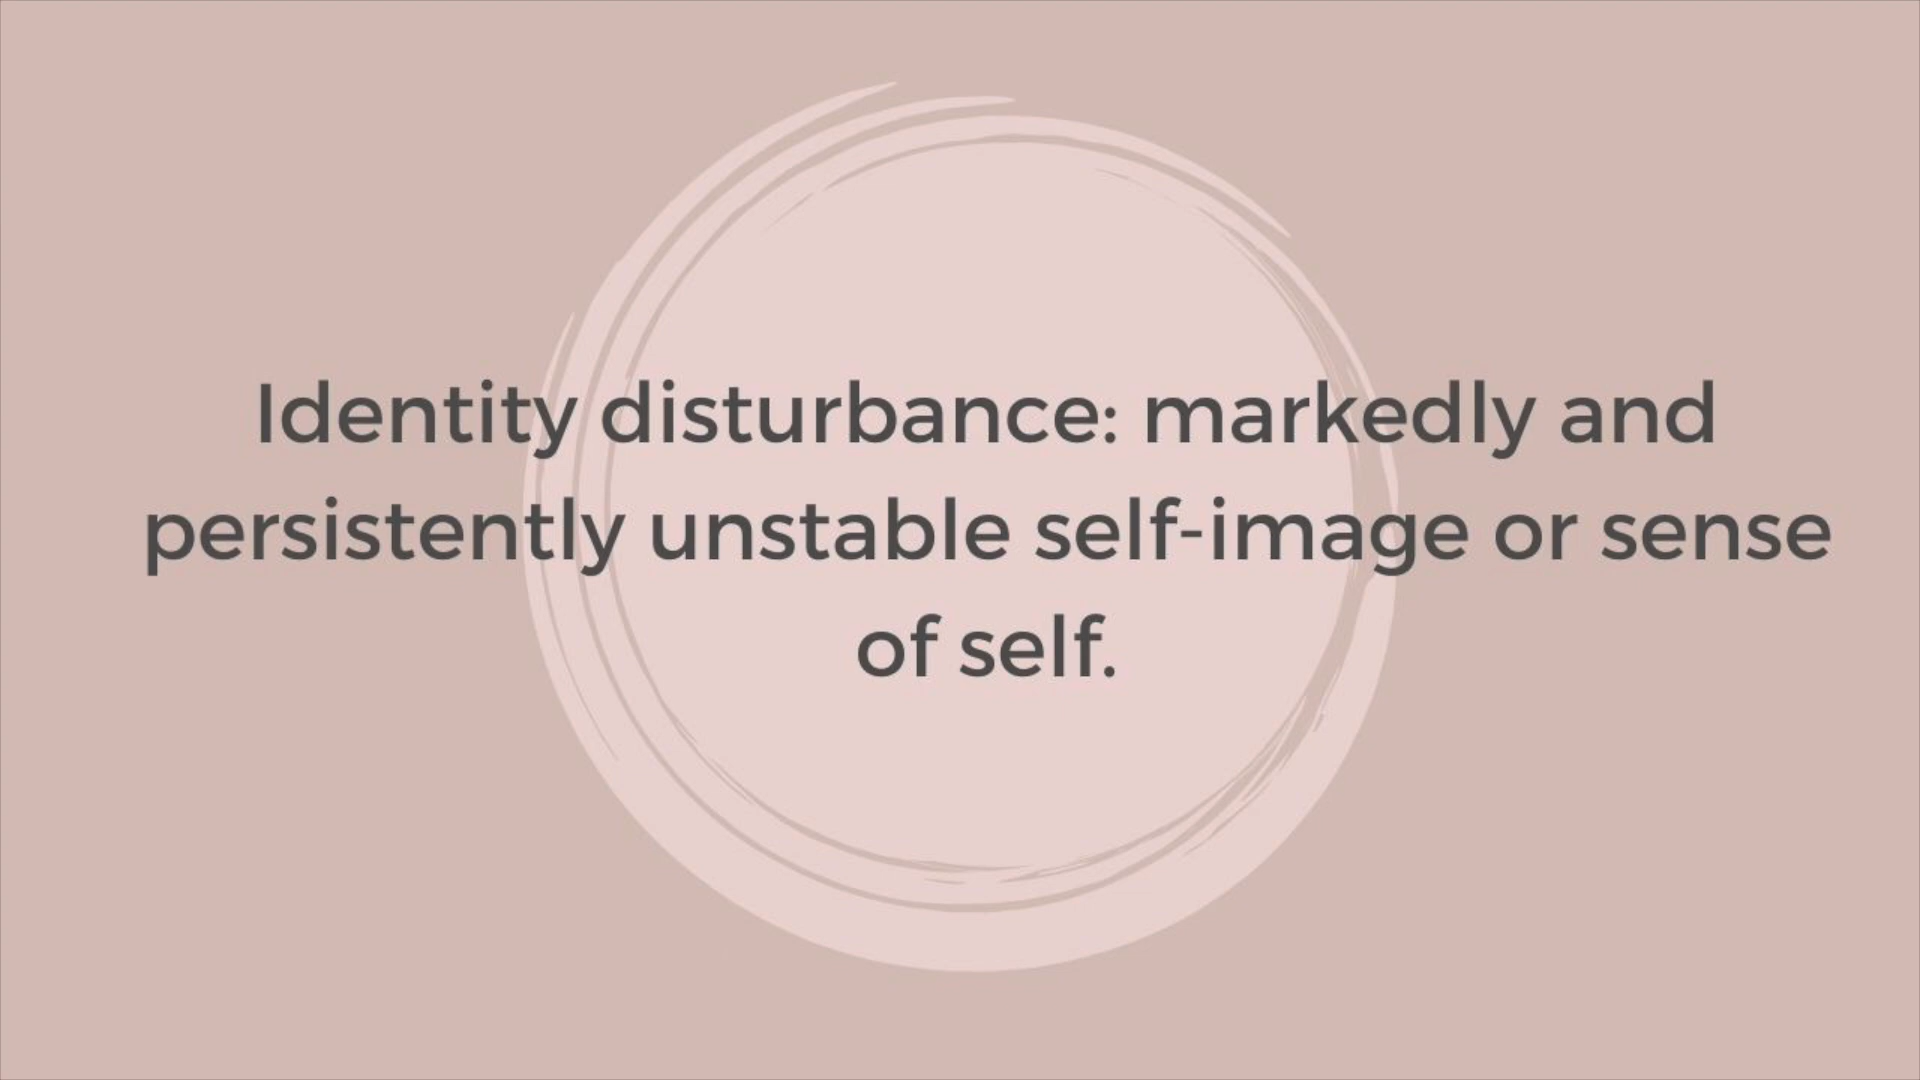 Identity disturbance: markedly and
persistently unstable self-image or sense
of self.